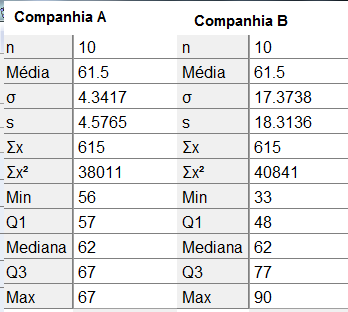 Companhia A Companhia B
n 10 n 10
Média 61.5 Média 61.5
σ 4.3417 σ 17.3738
s 4.5765 s 18.3136
Σx 615 Σx 615
Σx² 38011 Σx² 40841
Min 56 Min 33
Q1 57 Q1 48
Mediana 62 Mediana 62
Q3 67 Q3 77
Max 67 Max 90